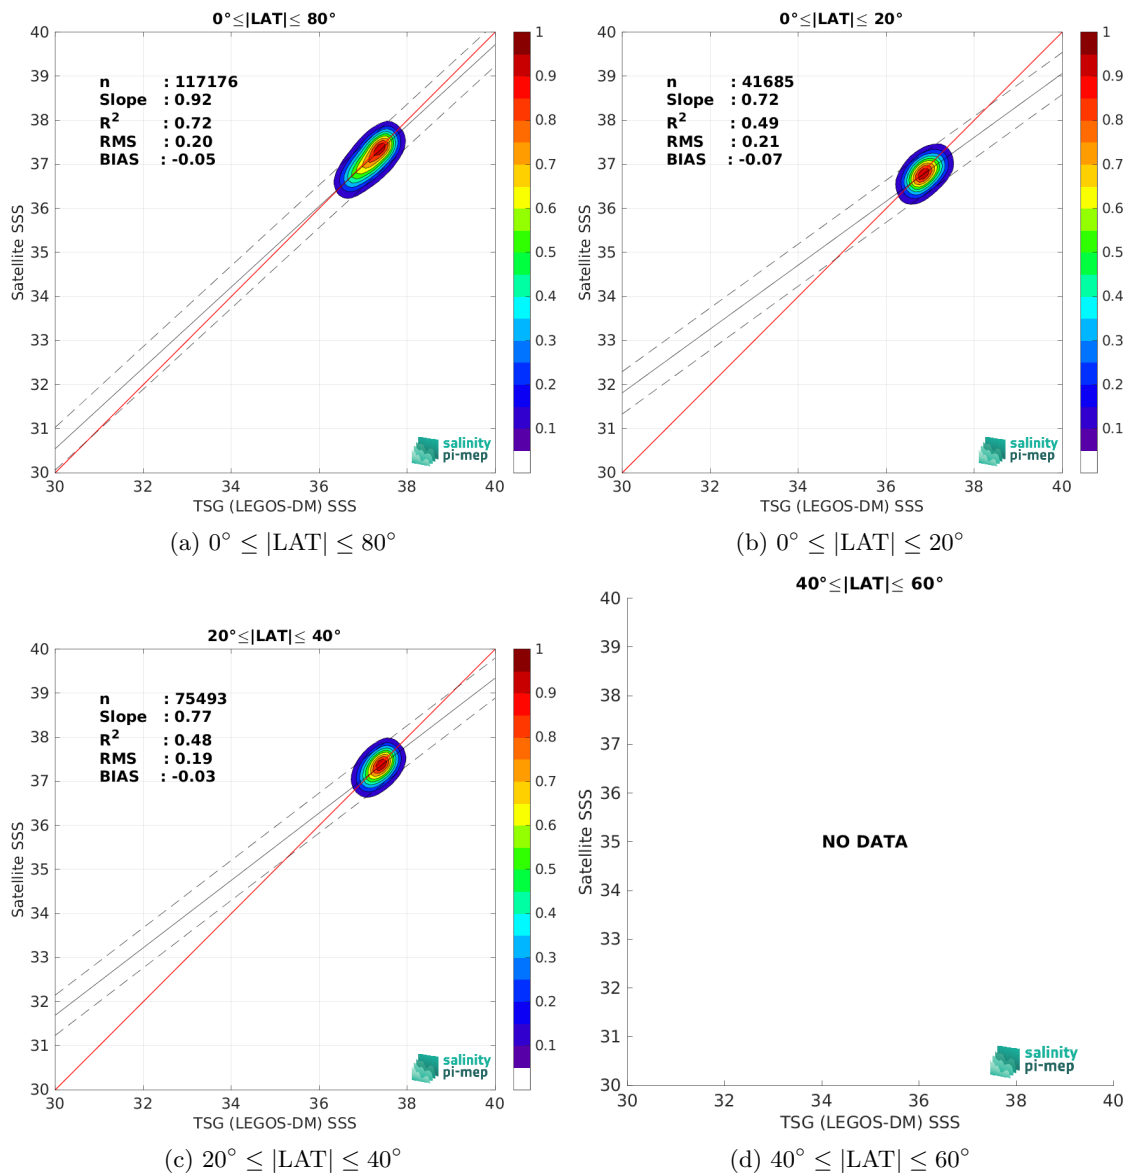 0°≤|LAT|≤ 80°
40
39
38
37
36
35
34
33
32
31
30
Satellite SSS
n : 117176
Slope : 0.92
R² : 0.72
RMS : 0.20
BIAS : -0.05
salinity
pi-mep
30 32 34 36 38 40
TSG (LEGOS-DM) SSS
1
0.9
0.8
0.7
0.6
0.5
0.4
0.3
0.2
0.1
(a) 0° ≤ |LAT| ≤ 80°
0°≤|LAT|≤ 20°
40
39
38
37
36
35
34
33
32
31
30
Satellite SSS
n : 41685
Slope : 0.72
R² : 0.49
RMS : 0.21
BIAS : -0.07
salinity
pi-mep
30 32 34 36 38 40
TSG (LEGOS-DM) SSS
1
0.9
0.8
0.7
0.6
0.5
0.4
0.3
0.2
0.1
(b) 0° ≤ |LAT| ≤ 20°
20°≤|LAT|≤ 40°
40
39
38
37
36
35
34
33
32
31
30
Satellite SSS
n : 75493
Slope : 0.77
R² : 0.48
RMS : 0.19
BIAS : -0.03
salinity
pi-mep
30 32 34 36 38 40
TSG (LEGOS-DM) SSS
1
0.9
0.8
0.7
0.6
0.5
0.4
0.3
0.2
0.1
(c) 20° ≤ |LAT| ≤ 40°
40°≤|LAT|≤ 60°
40
39
38
37
36
35
34
33
32
31
30
Satellite SSS
NO DATA
salinity
pi-mep
30 32 34 36 38 40
TSG (LEGOS-DM) SSS
(d) 40° ≤ |LAT| ≤ 60°